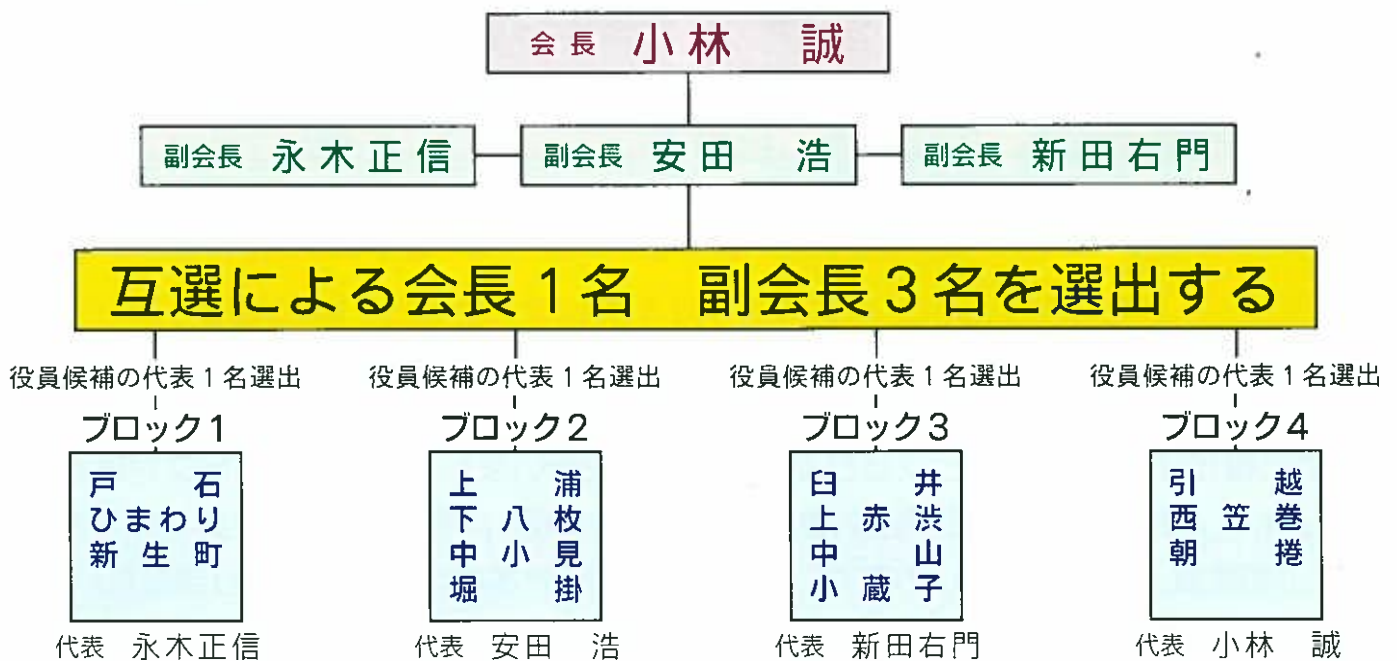 会長 小林 誠
副会長 永木正信
副会長 安田 浩
副会長 新田右門
互選による会長1名 副会長3名を選出する
役員候補の代表1名選出
役員候補の代表1名選出
役員候補の代表1名選出
役員候補の代表1名選出
ブロック1
戸石
ひまわり
新生町
代表 永木正信
ブロック2
上浦
下八枚
中小見
堀掛
代表 安田 浩
ブロック3
臼井
上赤渋
中山
小蔵子
代表 新田右門
ブロック4
引越
西笠巻
朝捲
代表 小林 誠